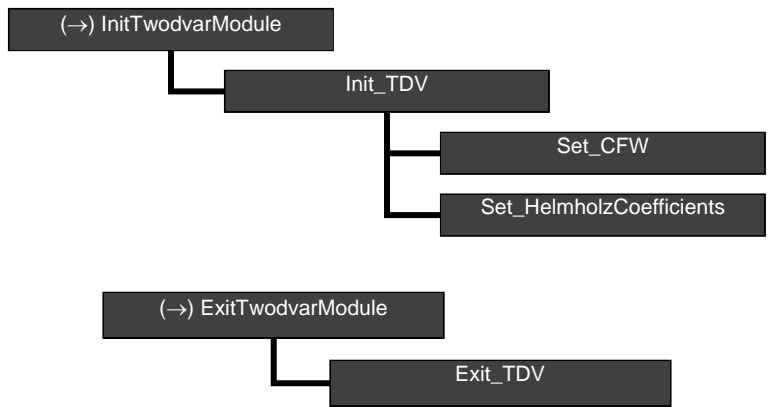 (→) InitTwodvarModule
Init_TDV
Set_CFW
Set_HelmholzCoefficients
(→) ExitTwodvarModule
Exit_TDV